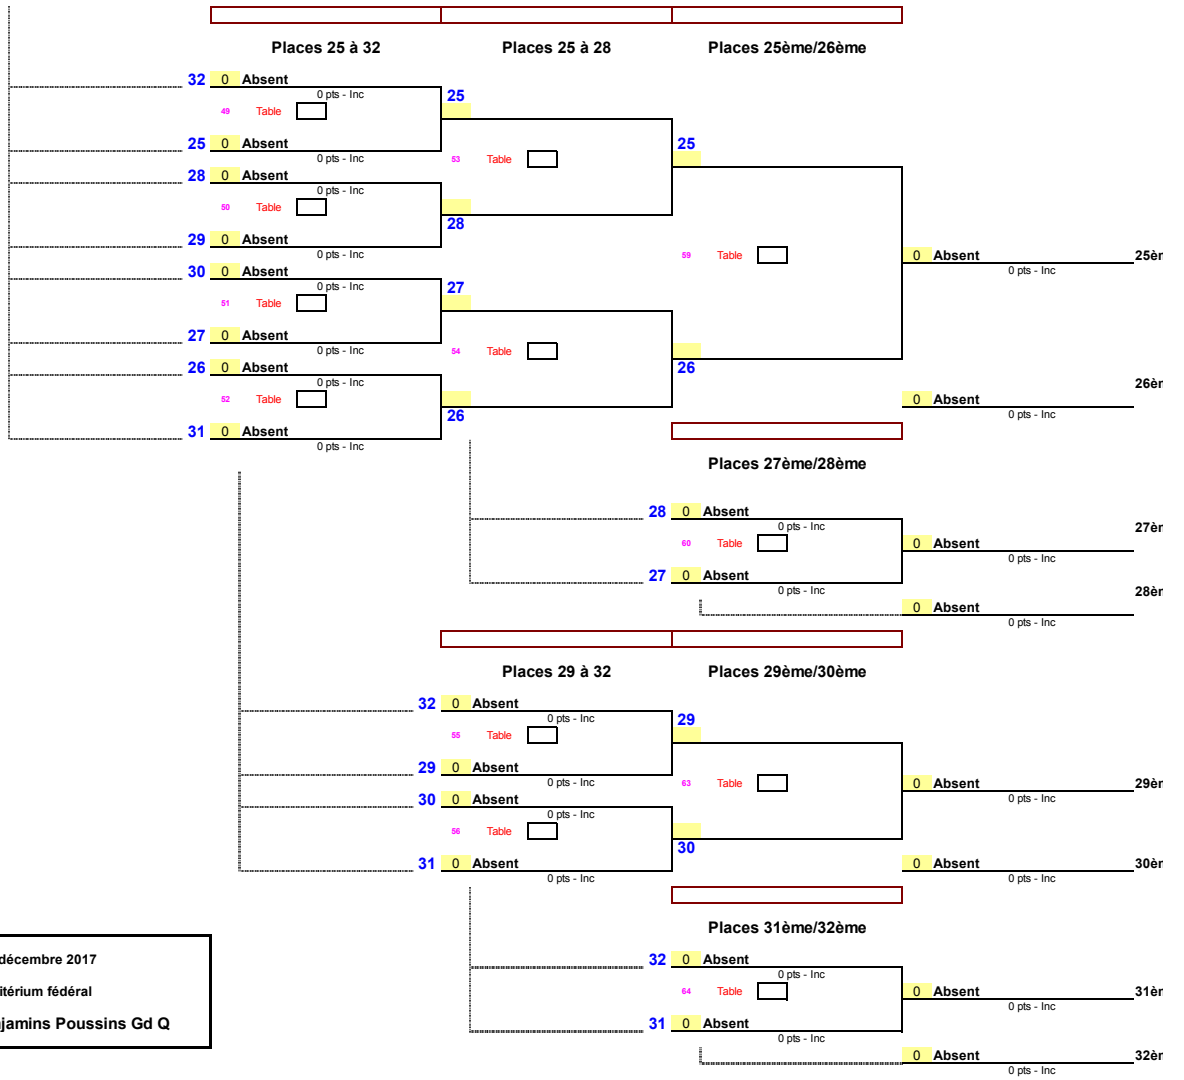 Places 25 à 32 Places 25 à 28 Places 25ème/26ème
32 0 Absent
0 pts - Inc 25
49 Table
25 0 Absent 25
0 pts - Inc 53 Table
28 0 Absent
0 pts - Inc
50 Table
28
29 0 Absent
0 pts - Inc 59 Table 0 Absent 25èr
0 pts - Inc
30 0 Absent
0 pts - Inc 27
51 Table
27 0 Absent
0 pts - Inc 54 Table
26 0 Absent 26
0 pts - Inc 26èr
52 Table 0 Absent
26 0 pts - Inc
31 0 Absent
0 pts - Inc
Places 27ème/28ème
28 0 Absent
0 pts - Inc 27èr
60 Table 0 Absent
0 pts - Inc
27 0 Absent
0 pts - Inc 28èr
0 Absent
0 pts - Inc
Places 29 à 32 Places 29ème/30ème
32 0 Absent
0 pts - Inc 29
55 Table
29 0 Absent
0 pts - Inc 63 Table 0 Absent 29èr
0 pts - Inc
30 0 Absent
0 pts - Inc
56 Table
30
31 0 Absent 0 Absent 30èr
0 pts - Inc 0 pts - Inc
Places 31ème/32ème
32 0 Absent
0 pts - Inc
64 Table 0 Absent 31èr
0 pts - Inc
31 0 Absent
0 pts - Inc
0 Absent 32èr
0 pts - Inc
décembre 2017
itérium fédéral
jamins Poussins Gd Q